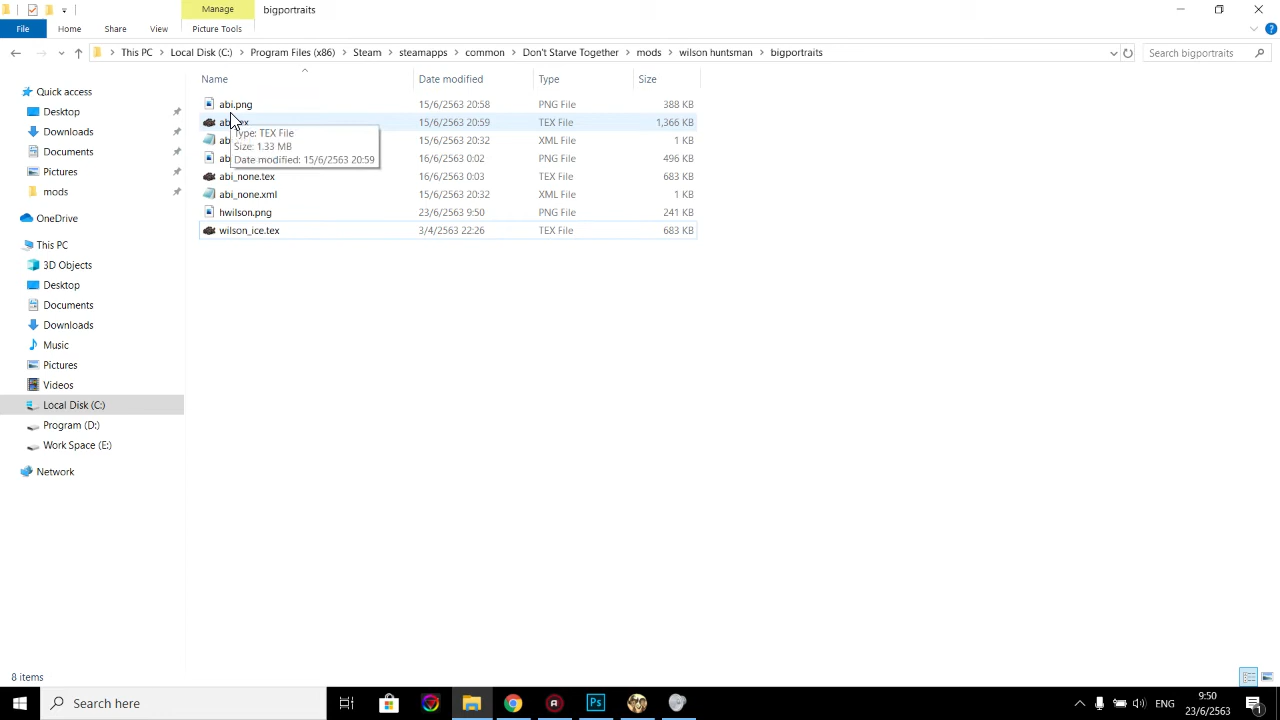 Manage
bigportraits
File
Home
Share
View
Picture Tools
This PC
Local Disk (C:)
Program Files (x86)
Steam
steamapps
common
Don't Starve Together
mods
wilson huntsman
bigportraits
Search bigportraits
Name
Date modified
Type
Size
Quick access
Desktop
Downloads
Documents
Pictures
mods
OneDrive
This PC
3D Objects
Desktop
Documents
Downloads
Music
Pictures
Videos
Local Disk (C:)
Program (D:)
Work Space (E:)
Network
abi.png 15/6/2563 20:58 PNG File 388 KB
15/6/2563 20:59 TEX File 1,366 KB
15/6/2563 20:32 XML File 1 KB
16/6/2563 0:02 PNG File 496 KB
abi_none.tex 16/6/2563 0:03 TEX File 683 KB
abi_none.xml 15/6/2563 20:32 XML File 1 KB
hwilson.png 23/6/2563 9:50 PNG File 241 KB
wilson_ice.tex 3/4/2563 22:26 TEX File 683 KB
Type: TEX File
Size: 1.33 MB
Date modified: 15/6/2563 20:59
8 items
Search here
Ps
ENG
9:50
23/6/2563
1